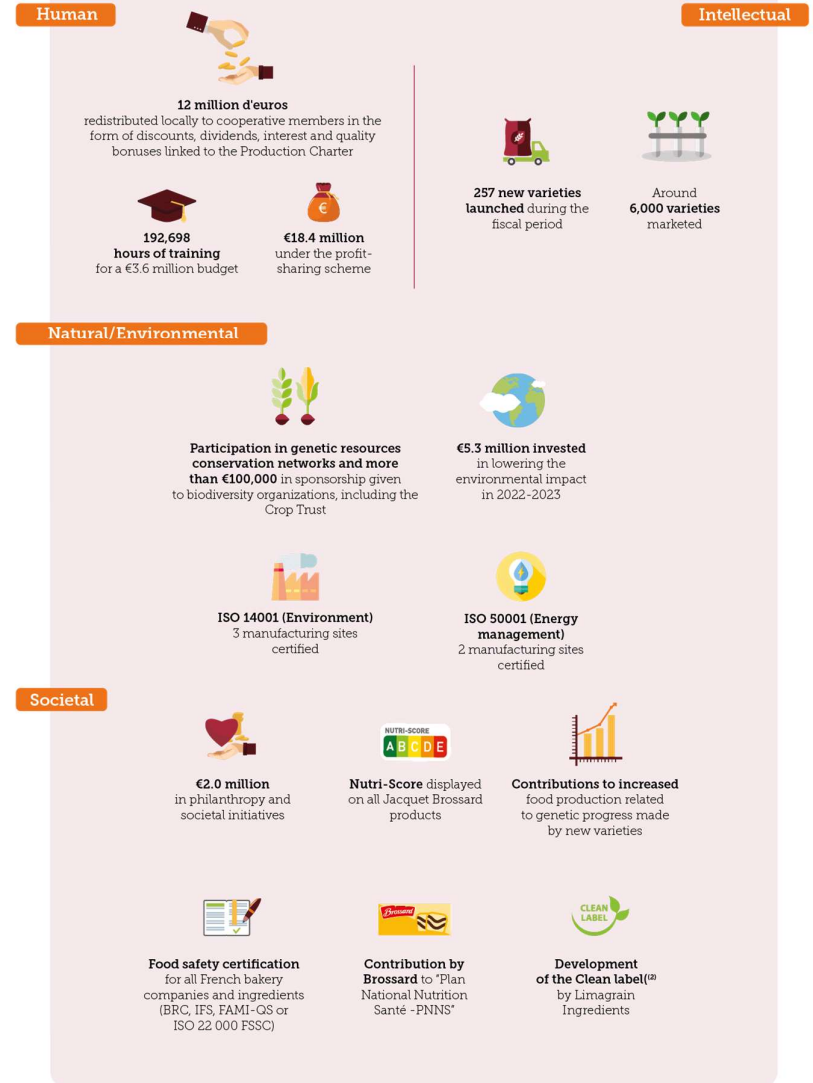 Human
Intellectual
12 million d'euros
redistributed locally to cooperative members in the
form of discounts, dividends, interest and quality
bonuses linked to the Production Charter
192,698
hours of training
for a €3.6 million budget
€
€18.4 million
under the profit-
sharing scheme
257 new varieties
launched during the
fiscal period
Around
6,000 varieties
marketed
Natural/Environmental
Participation in genetic resources
conservation networks and more
than €100,000 in sponsorship given
to biodiversity organizations, including the
Crop Trust
€5.3 million invested
in lowering the
environmental impact
in 2022-2023
ISO 14001 (Environment)
3 manufacturing sites
certified
ISO 50001 (Energy
management)
2 manufacturing sites
certified
Societal
€2.0 million
in philanthropy and
societal initiatives
NUTRI-SCORE
A B C D E
Nutri-Score displayed
on all Jacquet Brossard
products
Contributions to increased
food production related
to genetic progress made
by new varieties
Food safety certification
for all French bakery
companies and ingredients
(BRC, IFS, FAMI-QS or
ISO 22 000 FSSC)
Brossard
Contribution by
Brossard to “Plan
National Nutrition
Santé -PNNS”
CLEAN
LABEL
Development
of the Clean label(⁽²⁾
by Limagrain
Ingredients